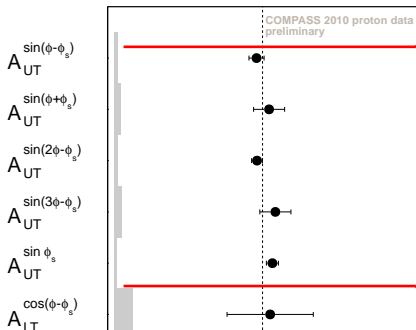 COMPASS 2010 proton data
preliminary
A_UT^sin(ϕ-ϕ_s)
A_UT^sin(ϕ+ϕ_s)
A_UT^sin(2ϕ-ϕ_s)
A_UT^sin(3ϕ-ϕ_s)
A_UT^sin ϕ_s
A_LT^cos(ϕ-ϕ_s)